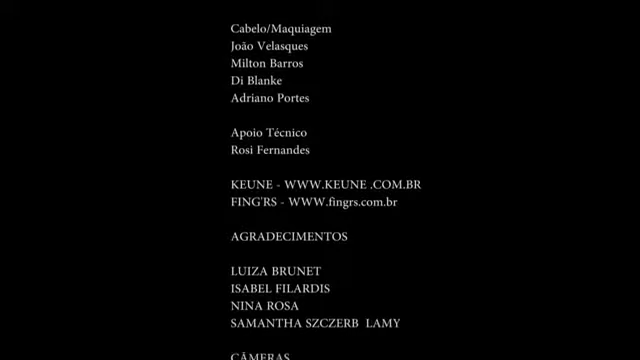 Cabelo/Maquiagem
João Velasques
Milton Barros
Di Blanke
Adriano Portes
Apoio Técnico
Rosi Fernandes
KEUNE - WWW.KEUNE .COM.BR
FING'RS - WWW.fingrs.com.br
AGRADECIMENTOS
LUIZA BRUNET
ISABEL FILARDIS
NINA ROSA
SAMANTHA SZCZERB  LAMY
CÂMERAS